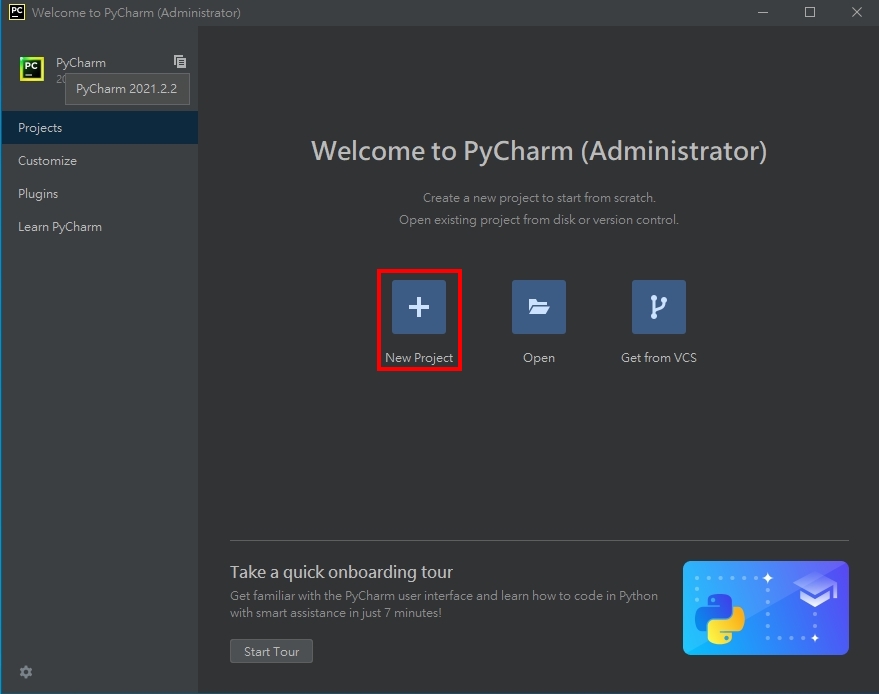 PC Welcome to PyCharm (Administrator)
PC PyCharm
20
PyCharm 2021.2.2
Projects
Customize
Plugins
Learn PyCharm
Welcome to PyCharm (Administrator)
Create a new project to start from scratch.
Open existing project from disk or version control.
New Project
Open
Get from VCS
Take a quick onboarding tour
Get familiar with the PyCharm user interface and learn how to code in Python
with smart assistance in just 7 minutes!
Start Tour